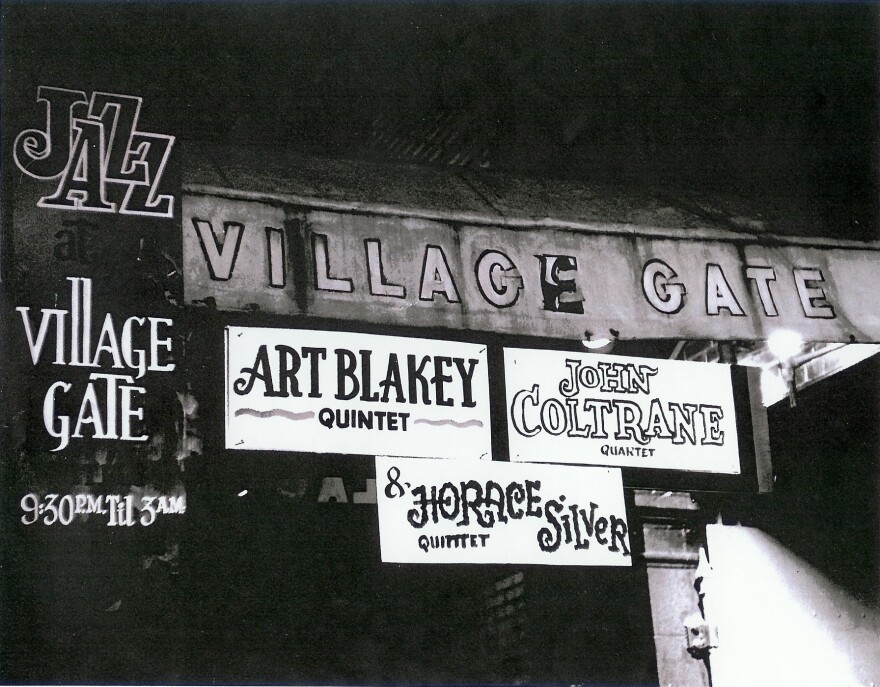 JAZZ
at
VillAGE
GATE
9:30 P.M. Til 3 AM
VILLAGE GATE
ART BLAKEY
QUINTET
JOHN
COLTRANE
QUARTET
& HORACE
SilVER
QUINTET